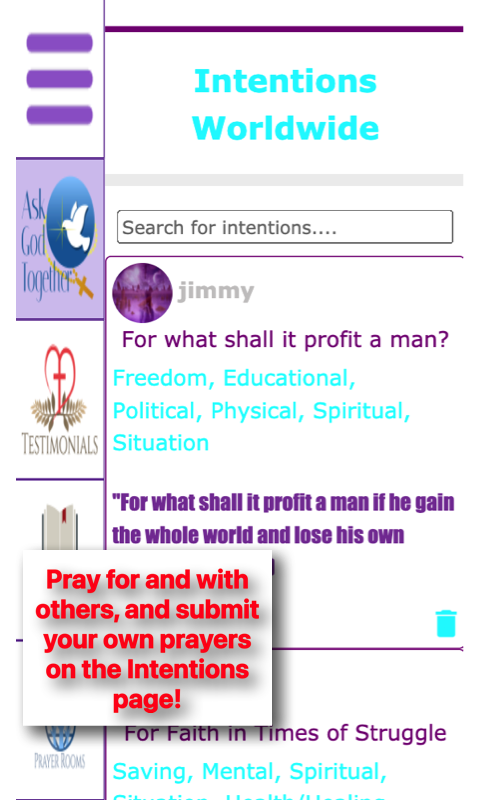 Intentions
Worldwide
Ask
God
Together
Search for intentions....
jimmy
For what shall it profit a man?
Freedom, Educational,
Political, Physical, Spiritual,
Situation
TESTIMONIALS
"For what shall it profit a man if he gain
the whole world and lose his own
Pray for and with
others, and submit
your own prayers
on the Intentions
page!
For Faith in Times of Struggle
PRAYER ROOMS
Saving, Mental, Spiritual,
Situation, Health/Healing,